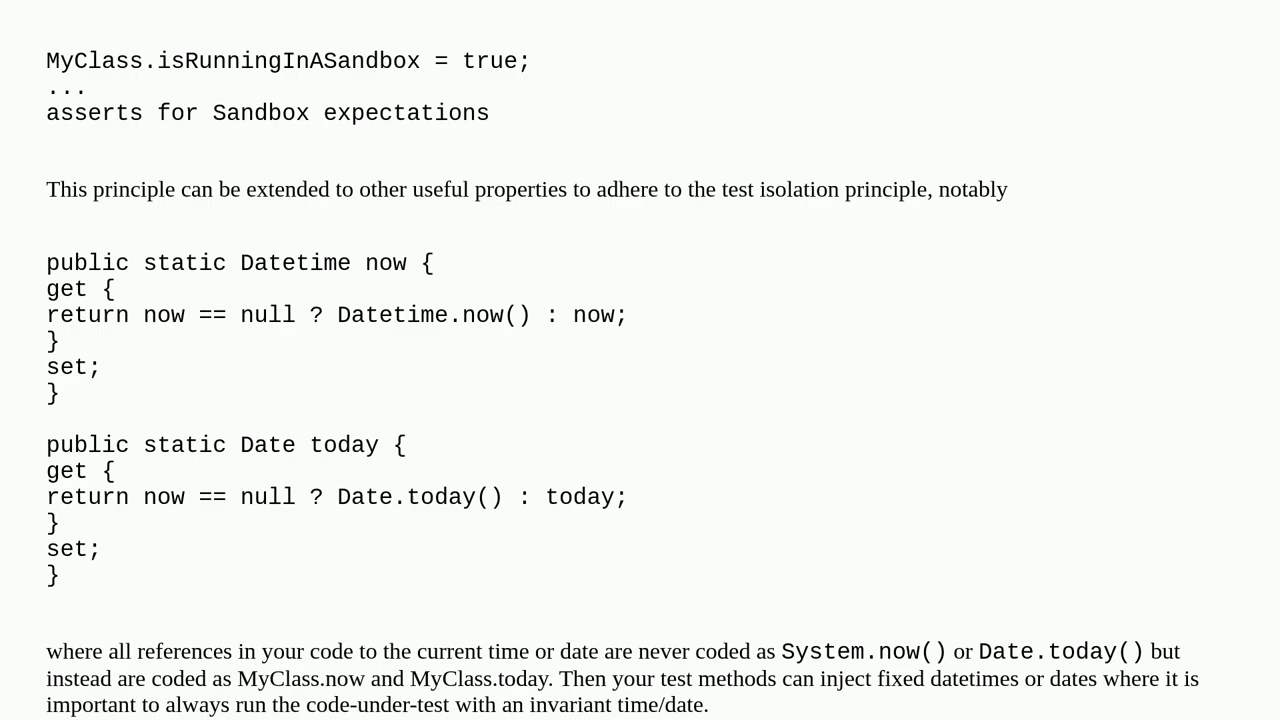 MyClass.isRunningInASandbox = true;
...
asserts for Sandbox expectations
This principle can be extended to other useful properties to adhere to the test isolation principle, notably
public static Datetime now {
get {
return now == null ? Datetime.now() : now;
}
set;
}
public static Date today {
get {
return now == null ? Date.today() : today;
}
set;
}
where all references in your code to the current time or date are never coded as System.now() or Date.today() but
instead are coded as MyClass.now and MyClass.today. Then your test methods can inject fixed datetimes or dates where it is
important to always run the code-under-test with an invariant time/date.